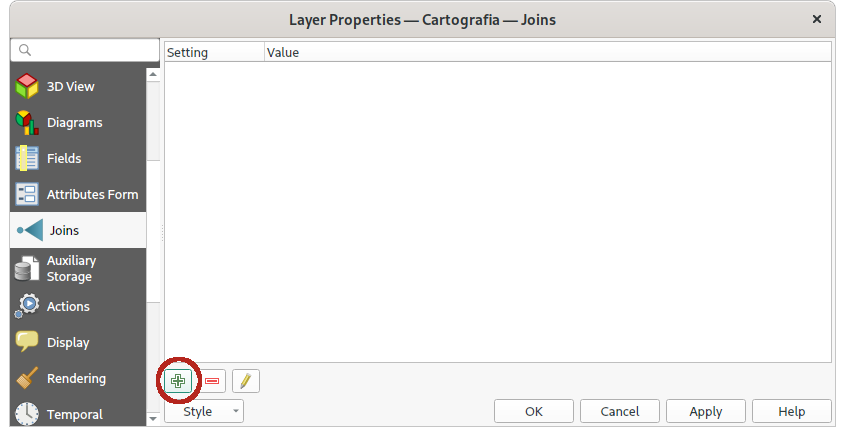 Layer Properties — Cartografia — Joins
Setting
Value
3D View
Diagrams
Fields
Attributes Form
Joins
Auxiliary
Storage
Actions
Display
Rendering
Temporal
Style
OK
Cancel
Apply
Help